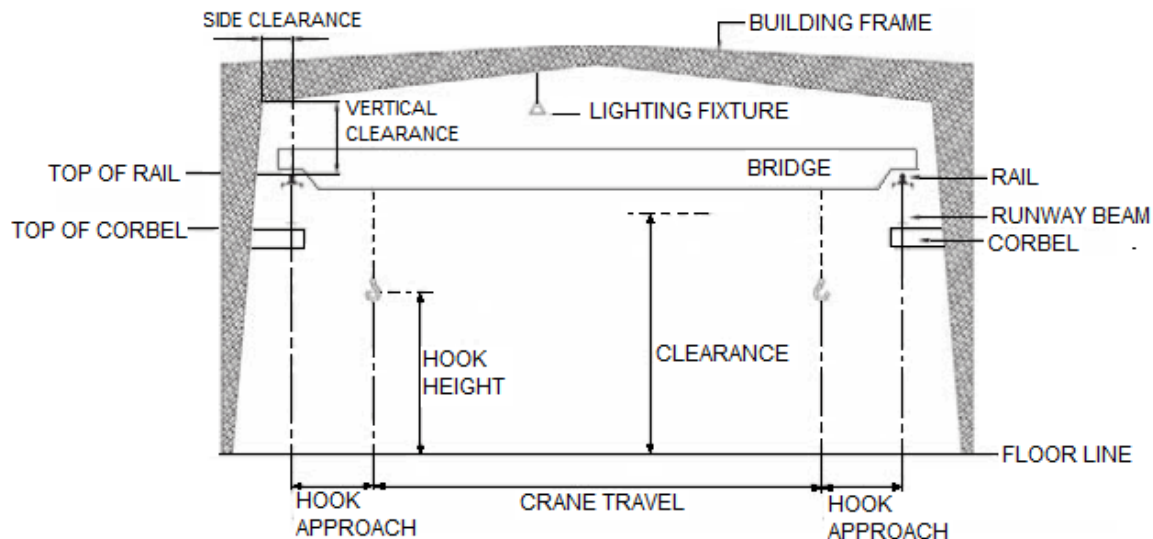 SIDE CLEARANCE
BUILDING FRAME
VERTICAL
CLEARANCE
LIGHTING FIXTURE
TOP OF RAIL
BRIDGE
RAIL
TOP OF CORBEL
RUNWAY BEAM
CORBEL
HOOK
HEIGHT
CLEARANCE
FLOOR LINE
HOOK
APPROACH
CRANE TRAVEL
HOOK
APPROACH